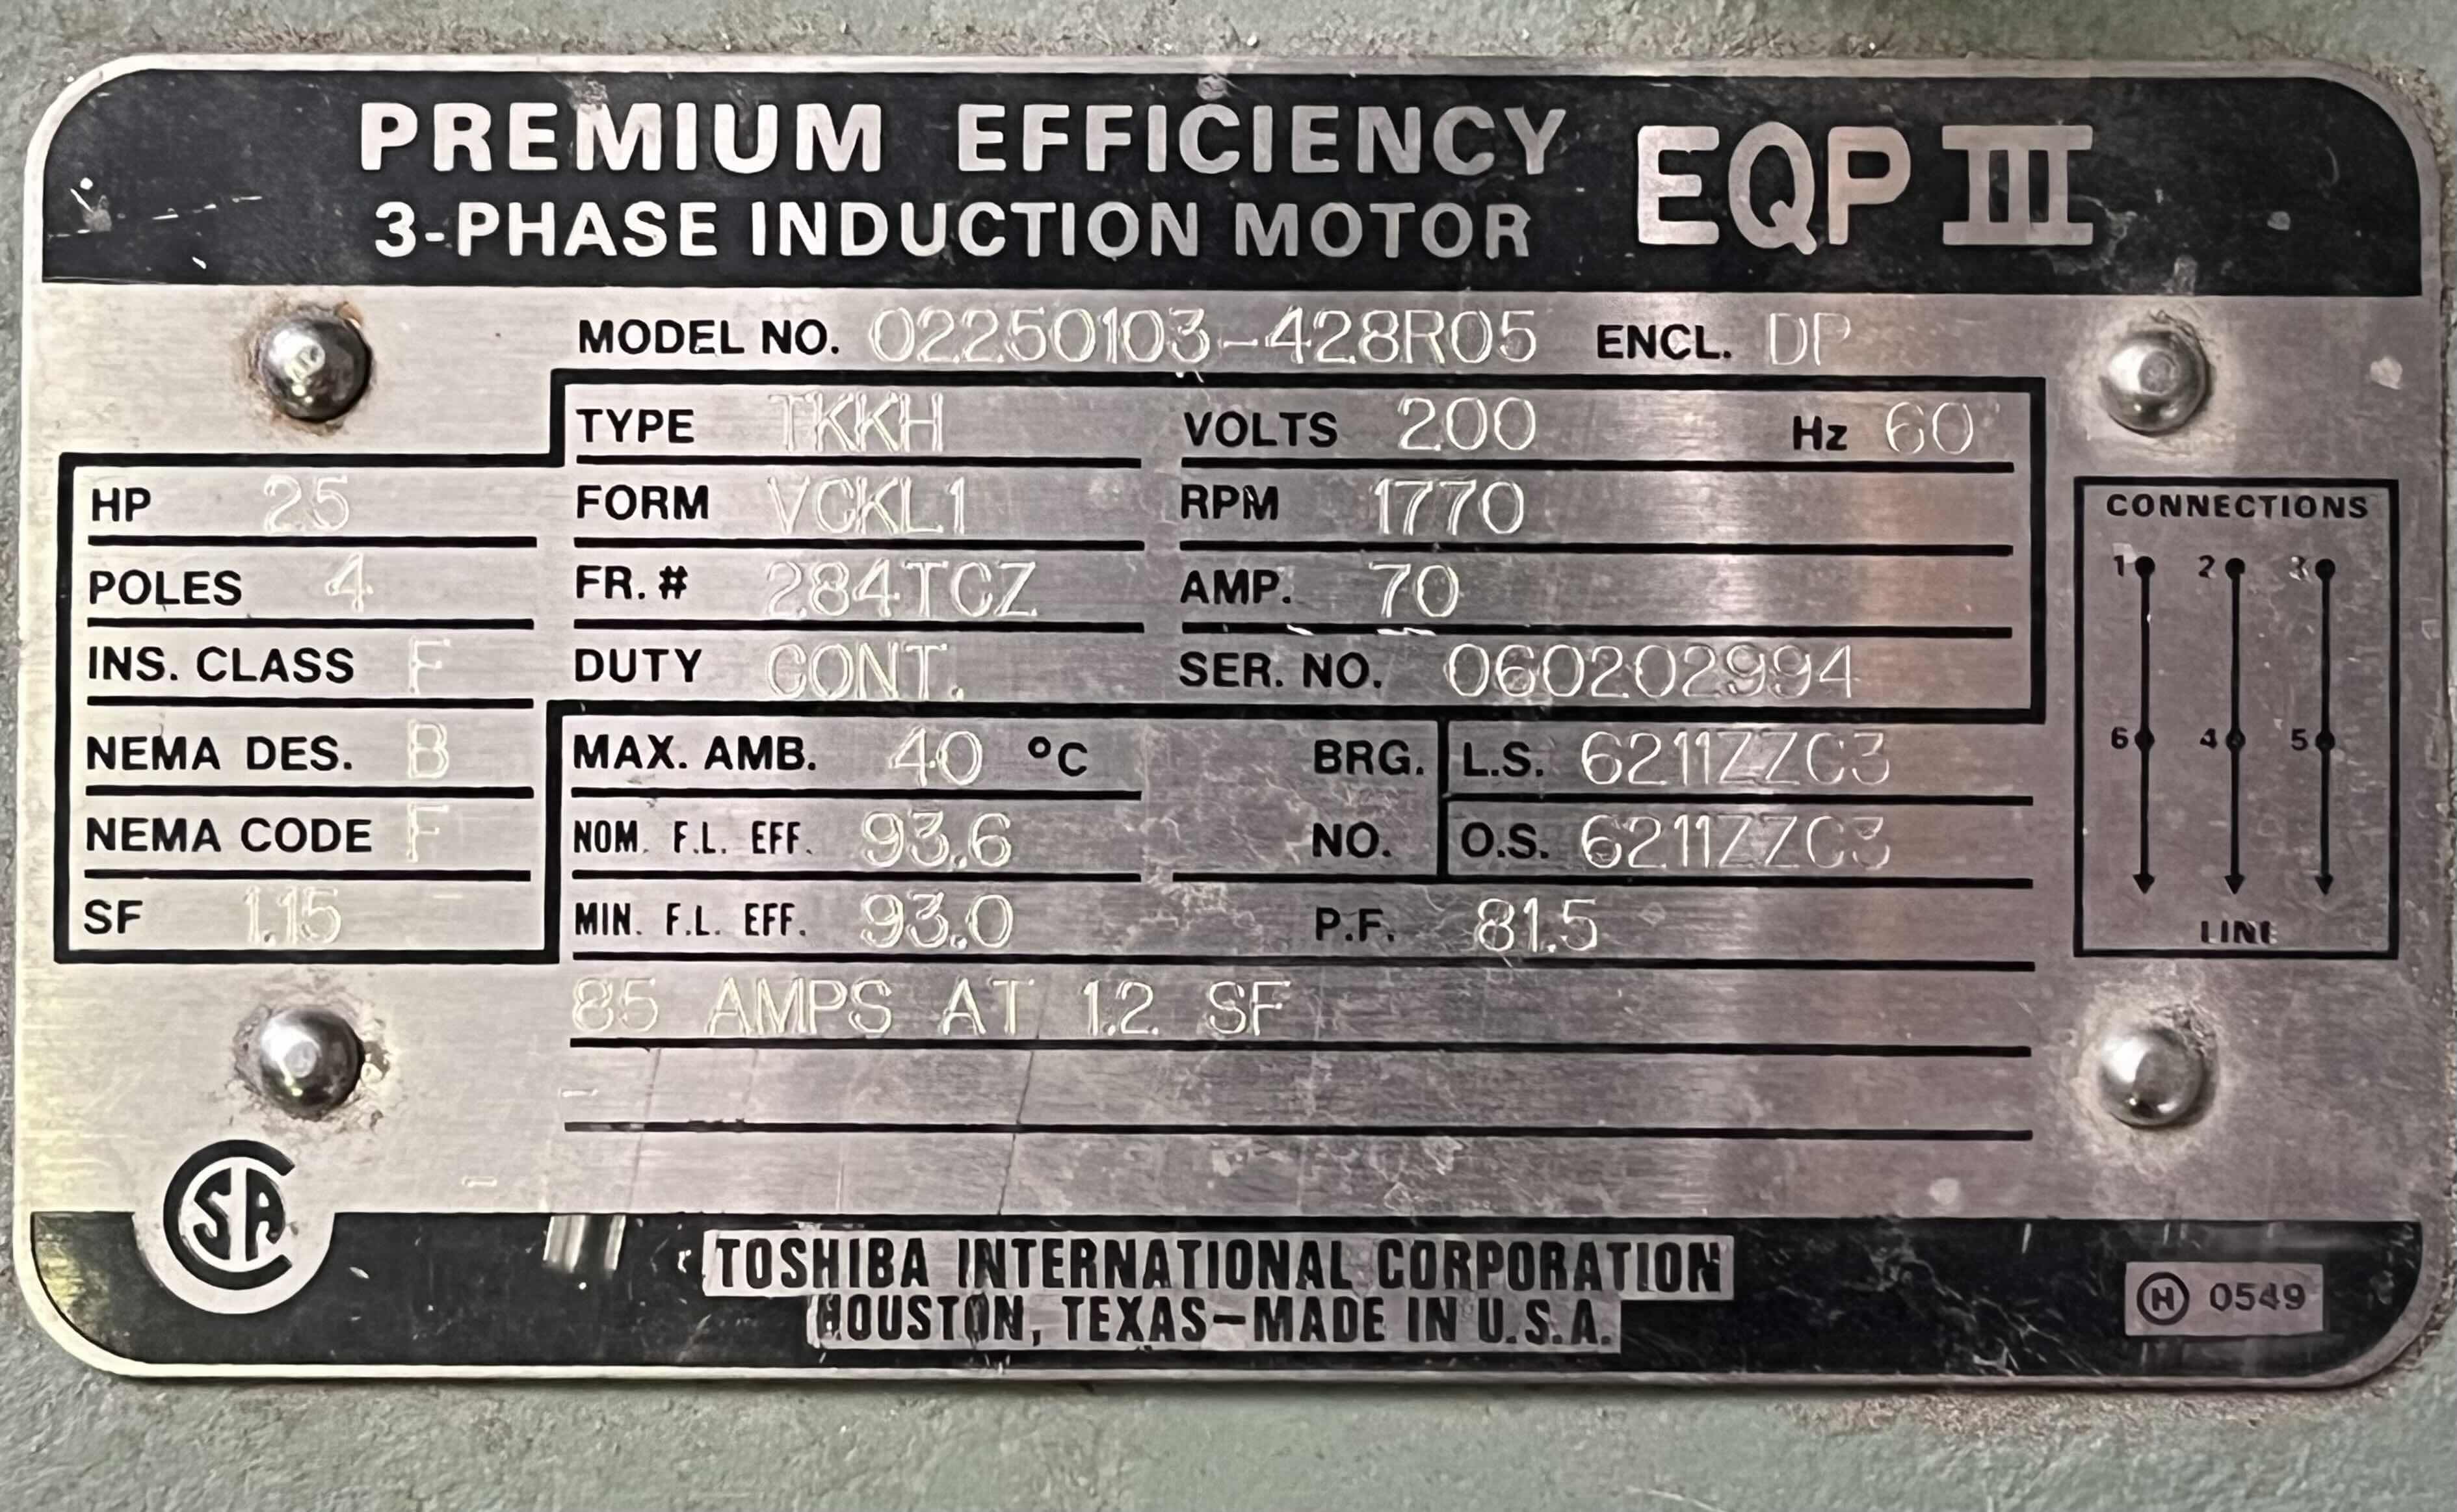 PREMIUM EFFICIENCY EQP III
3-PHASE INDUCTION MOTOR
MODEL NO. 02250103-428R05 ENCL. DP
TYPE TKKH VOLTS 200 Hz 60
HP 25 FORM VCKL1 RPM 1770
POLES 4 FR. # 284TCZ AMP. 70
INS. CLASS F DUTY CONT. SER. NO. 060202994
NEMA DES. B MAX. AMB. 40 °C BRG. L.S. 6211ZZC3
NEMA CODE F NOM. F.L. EFF. 93.6 NO. O.S. 6211ZZC3
SF 1.15 MIN. F.L. EFF. 93.0 P.F. 81.5
85 AMPS AT 1.2 SF
CONNECTIONS
1 2 3
6 4 5
LINE
CSA
TOSHIBA INTERNATIONAL CORPORATION
HOUSTON, TEXAS-MADE IN U.S.A.
H 0549